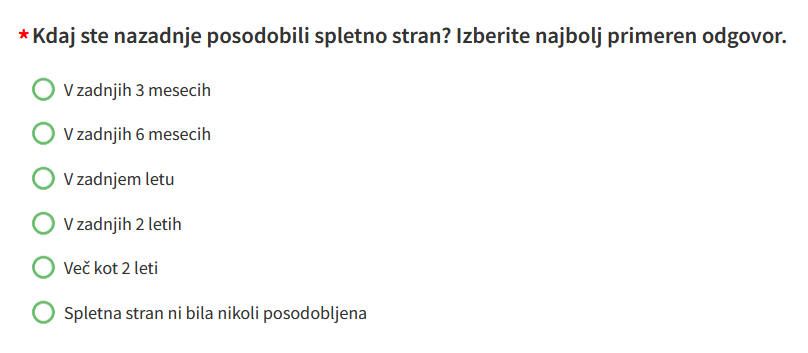 * Kdaj ste nazadnje posodobili spletno stran? Izberite najbolj primeren odgovor.
V zadnjih 3 mesecih
V zadnjih 6 mesecih
V zadnjem letu
V zadnjih 2 letih
Več kot 2 leti
Spletna stran ni bila nikoli posodobljena